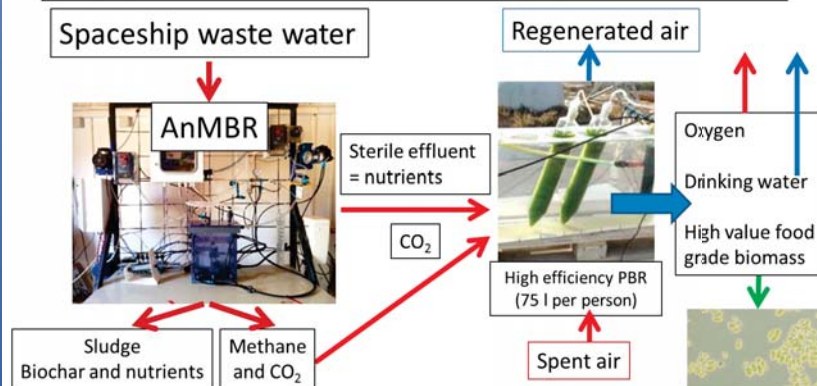 Spaceship waste water
Regenerated air
AnMBR
Sterile effluent
= nutrients
CO₂
Oxygen
Drinking water
High value food
grade biomass
High efficiency PBR
(75 l per person)
Sludge
Biochar and nutrients
Methane
and CO₂
Spent air